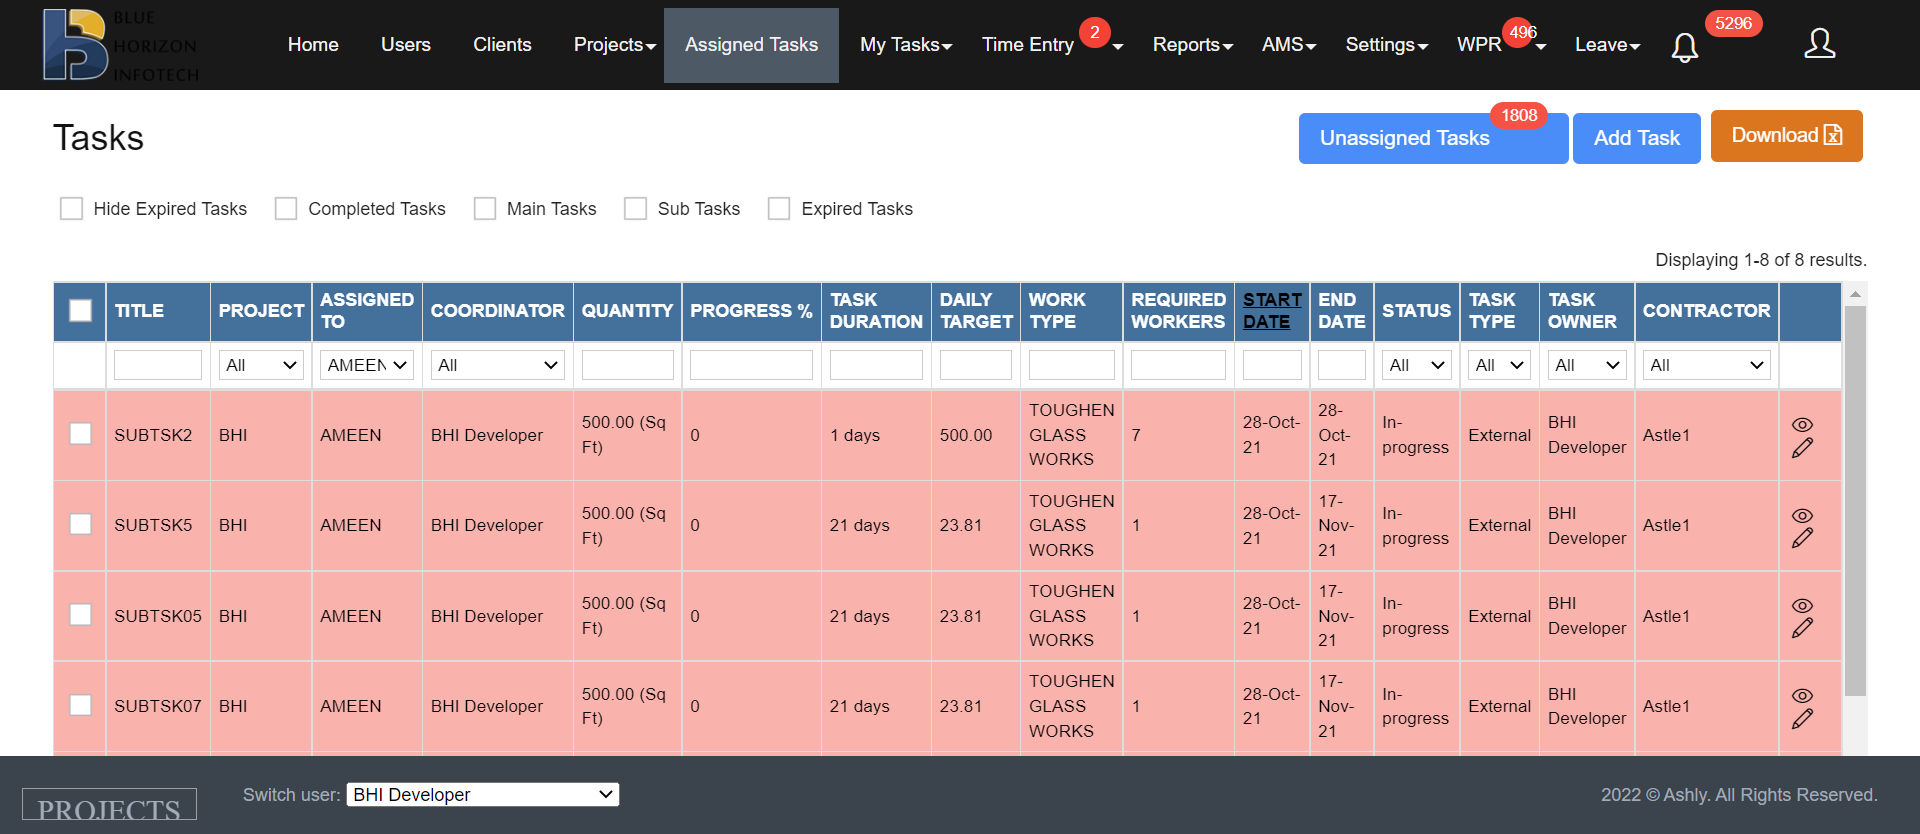 BLUE
HORIZON
INFOTECH
Home Users Clients Projects Assigned Tasks My Tasks Time Entry 2 Reports AMS Settings WPR 496 Leave 5296
Tasks
Unassigned Tasks 1808 Add Task Download
Hide Expired Tasks Completed Tasks Main Tasks Sub Tasks Expired Tasks
Displaying 1-8 of 8 results.
TITLE PROJECT ASSIGNED TO COORDINATOR QUANTITY PROGRESS % TASK DURATION DAILY TARGET WORK TYPE REQUIRED WORKERS START DATE END DATE STATUS TASK TYPE TASK OWNER CONTRACTOR
All AMEEN All All All All All
SUBTSK2 BHI AMEEN BHI Developer 500.00 (Sq Ft) 0 1 days 500.00 TOUGHEN GLASS WORKS 7 28-Oct-21 28-Oct-21 In-progress External BHI Developer Astle1
SUBTSK5 BHI AMEEN BHI Developer 500.00 (Sq Ft) 0 21 days 23.81 TOUGHEN GLASS WORKS 1 28-Oct-21 17-Nov-21 In-progress External BHI Developer Astle1
SUBTSK05 BHI AMEEN BHI Developer 500.00 (Sq Ft) 0 21 days 23.81 TOUGHEN GLASS WORKS 1 28-Oct-21 17-Nov-21 In-progress External BHI Developer Astle1
SUBTSK07 BHI AMEEN BHI Developer 500.00 (Sq Ft) 0 21 days 23.81 TOUGHEN GLASS WORKS 1 28-Oct-21 17-Nov-21 In-progress External BHI Developer Astle1
PROJECTS Switch user: BHI Developer 2022 © Ashly. All Rights Reserved.